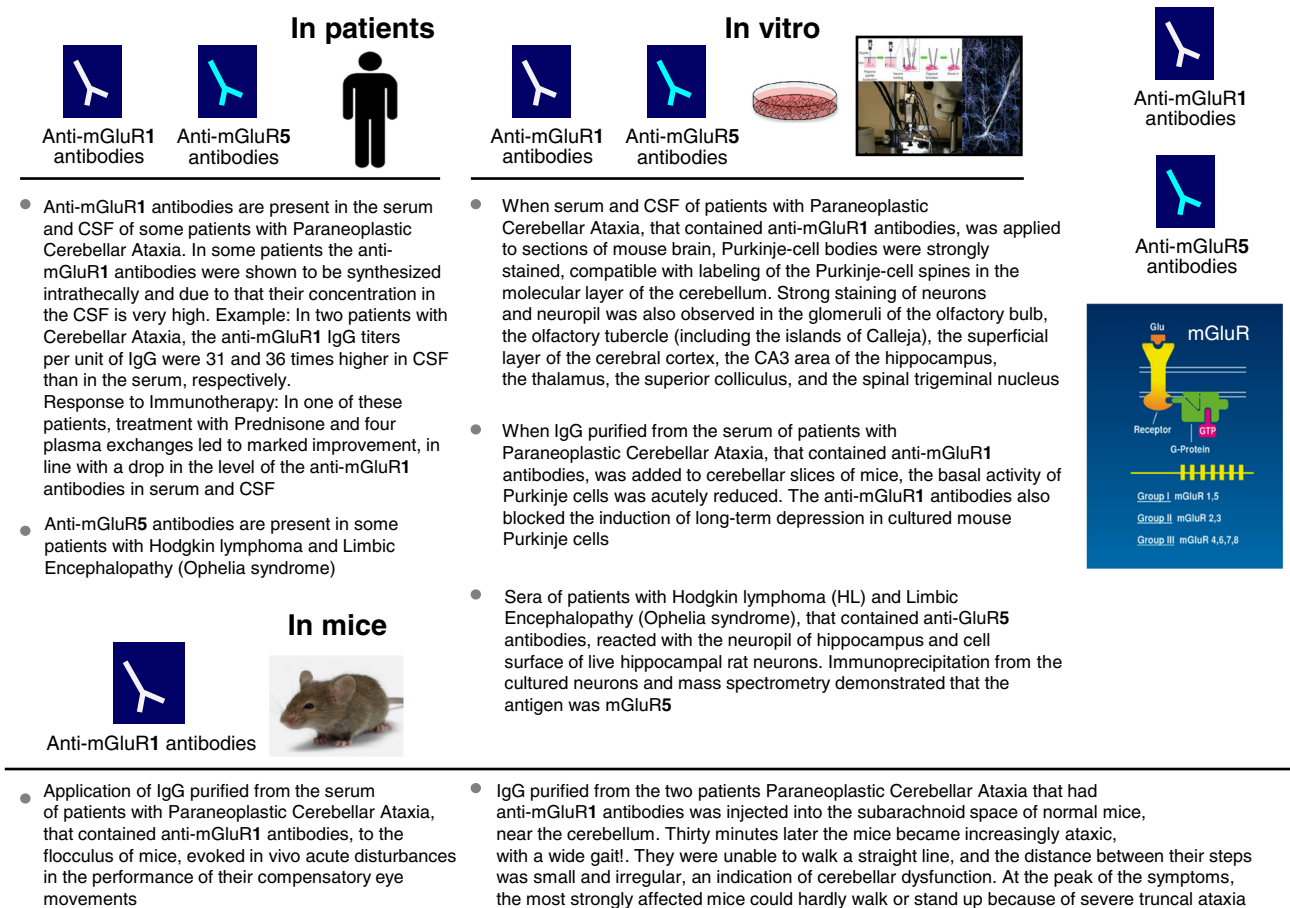 In patients
Anti-mGluR1
antibodies
Anti-mGluR5
antibodies
Anti-mGluR1 antibodies are present in the serum
and CSF of some patients with Paraneoplastic
Cerebellar Ataxia. In some patients the anti-
mGluR1 antibodies were shown to be synthesized
intrathecally and due to that their concentration in
the CSF is very high. Example: In two patients with
Cerebellar Ataxia, the anti-mGluR1 IgG titers
per unit of IgG were 31 and 36 times higher in CSF
than in the serum, respectively.
Response to Immunotherapy: In one of these
patients, treatment with Prednisone and four
plasma exchanges led to marked improvement, in
line with a drop in the level of the anti-mGluR1
antibodies in serum and CSF
Anti-mGluR5 antibodies are present in some
patients with Hodgkin lymphoma and Limbic
Encephalopathy (Ophelia syndrome)
In vitro
Anti-mGluR1
antibodies
Anti-mGluR5
antibodies
When serum and CSF of patients with Paraneoplastic
Cerebellar Ataxia, that contained anti-mGluR1 antibodies, was applied
to sections of mouse brain, Purkinje-cell bodies were strongly
stained, compatible with labeling of the Purkinje-cell spines in the
molecular layer of the cerebellum. Strong staining of neurons
and neuropil was also observed in the glomeruli of the olfactory bulb,
the olfactory tubercle (including the islands of Calleja), the superficial
layer of the cerebral cortex, the CA3 area of the hippocampus,
the thalamus, the superior colliculus, and the spinal trigeminal nucleus
When IgG purified from the serum of patients with
Paraneoplastic Cerebellar Ataxia, that contained anti-mGluR1
antibodies, was added to cerebellar slices of mice, the basal activity of
Purkinje cells was acutely reduced. The anti-mGluR1 antibodies also
blocked the induction of long-term depression in cultured mouse
Purkinje cells
Sera of patients with Hodgkin lymphoma (HL) and Limbic
Encephalopathy (Ophelia syndrome), that contained anti-GluR5
antibodies, reacted with the neuropil of hippocampus and cell
surface of live hippocampal rat neurons. Immunoprecipitation from the
cultured neurons and mass spectrometry demonstrated that the
antigen was mGluR5
Anti-mGluR1
antibodies
Anti-mGluR5
antibodies
Glu
mGluR
Receptor
GTP
G-Protein
Group I mGluR 1,5
Group II mGluR 2,3
Group III mGluR 4,6,7,8
In mice
Anti-mGluR1 antibodies
Application of IgG purified from the serum
of patients with Paraneoplastic Cerebellar Ataxia,
that contained anti-mGluR1 antibodies, to the
flocculus of mice, evoked in vivo acute disturbances
in the performance of their compensatory eye
movements
IgG purified from the two patients Paraneoplastic Cerebellar Ataxia that had
anti-mGluR1 antibodies was injected into the subarachnoid space of normal mice,
near the cerebellum. Thirty minutes later the mice became increasingly ataxic,
with a wide gait!. They were unable to walk a straight line, and the distance between their steps
was small and irregular, an indication of cerebellar dysfunction. At the peak of the symptoms,
the most strongly affected mice could hardly walk or stand up because of severe truncal ataxia